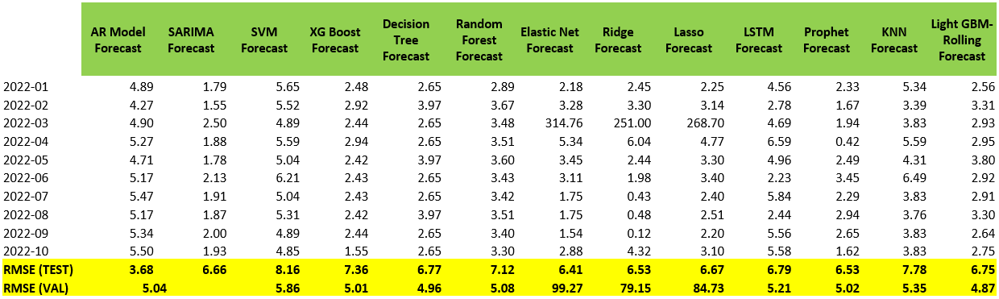 AR Model Forecast SARIMA Forecast SVM Forecast XG Boost Forecast Decision Tree Forecast Random Forest Forecast Elastic Net Forecast Ridge Forecast Lasso Forecast LSTM Forecast Prophet Forecast KNN Forecast Light GBM-Rolling Forecast
2022-01 4.89 1.79 5.65 2.48 2.65 2.89 2.18 2.45 2.25 4.56 2.33 5.34 2.56
2022-02 4.27 1.55 5.52 2.92 3.97 3.67 3.28 3.30 3.14 2.78 1.67 3.39 3.31
2022-03 4.90 2.50 4.89 2.44 2.65 3.48 314.76 251.00 268.70 4.69 1.94 3.83 2.93
2022-04 5.27 1.88 5.59 2.94 2.65 3.51 5.34 6.04 4.77 6.59 0.42 5.59 2.95
2022-05 4.71 1.78 5.04 2.42 3.97 3.60 3.45 2.44 3.30 4.96 2.49 4.31 3.80
2022-06 5.17 2.13 6.21 2.43 2.65 3.43 3.11 1.98 3.40 2.23 3.45 6.49 2.92
2022-07 5.47 1.91 5.04 2.43 2.65 3.42 1.75 0.43 2.40 5.84 2.29 3.83 2.91
2022-08 5.17 1.87 5.31 2.42 3.97 3.51 1.75 0.48 2.51 2.44 2.94 3.76 3.30
2022-09 5.34 2.00 4.89 2.44 2.65 3.40 1.54 0.12 2.20 5.56 2.65 3.83 2.64
2022-10 5.50 1.93 4.85 1.55 2.65 3.30 2.88 4.32 3.10 5.58 1.62 3.83 2.75
RMSE (TEST) 3.68 6.66 8.16 7.36 6.77 7.12 6.41 6.53 6.67 6.79 6.53 7.78 6.75
RMSE (VAL) 5.04 5.86 5.01 4.96 5.08 99.27 79.15 84.73 5.21 5.02 5.35 4.87